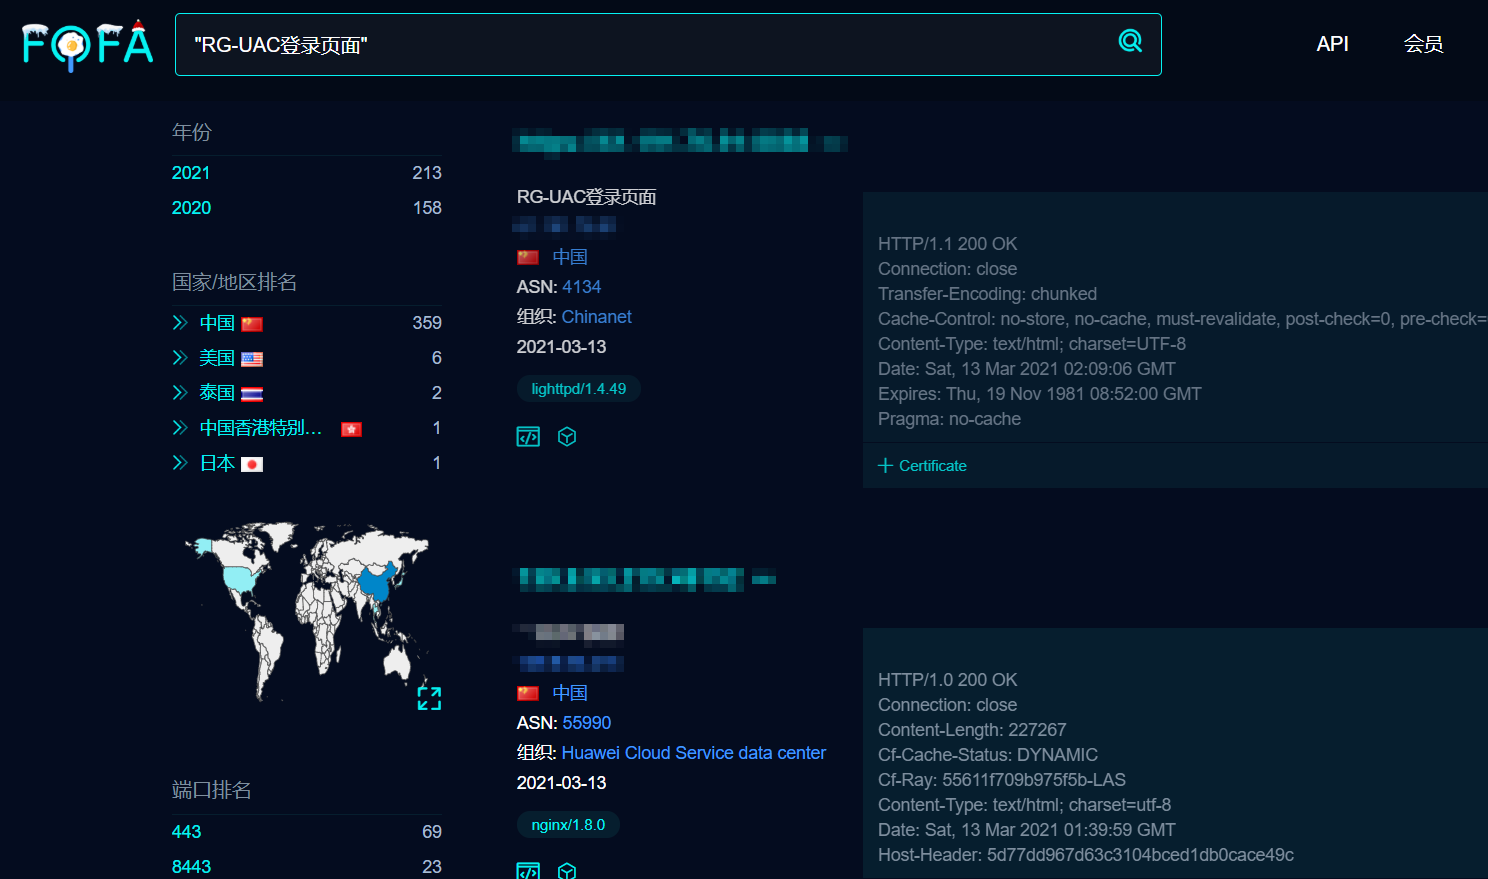 FOFA
"RG-UAC登录页面"
API
会员
年份
2021 213
2020 158
国家/地区排名
中国 359
美国 6
泰国 2
中国香港特别... 1
日本 1
端口排名
443 69
8443 23
RG-UAC登录页面
中国
ASN: 4134
组织: Chinanet
2021-03-13
lighttpd/1.4.49
HTTP/1.1 200 OK
Connection: close
Transfer-Encoding: chunked
Cache-Control: no-store, no-cache, must-revalidate, post-check=0, pre-check=
Content-Type: text/html; charset=UTF-8
Date: Sat, 13 Mar 2021 02:09:06 GMT
Expires: Thu, 19 Nov 1981 08:52:00 GMT
Pragma: no-cache
Certificate
中国
ASN: 55990
组织: Huawei Cloud Service data center
2021-03-13
nginx/1.8.0
HTTP/1.0 200 OK
Connection: close
Content-Length: 227267
Cf-Cache-Status: DYNAMIC
Cf-Ray: 55611f709b975f5b-LAS
Content-Type: text/html; charset=utf-8
Date: Sat, 13 Mar 2021 01:39:59 GMT
Host-Header: 5d77dd967d63c3104bced1db0cace49c